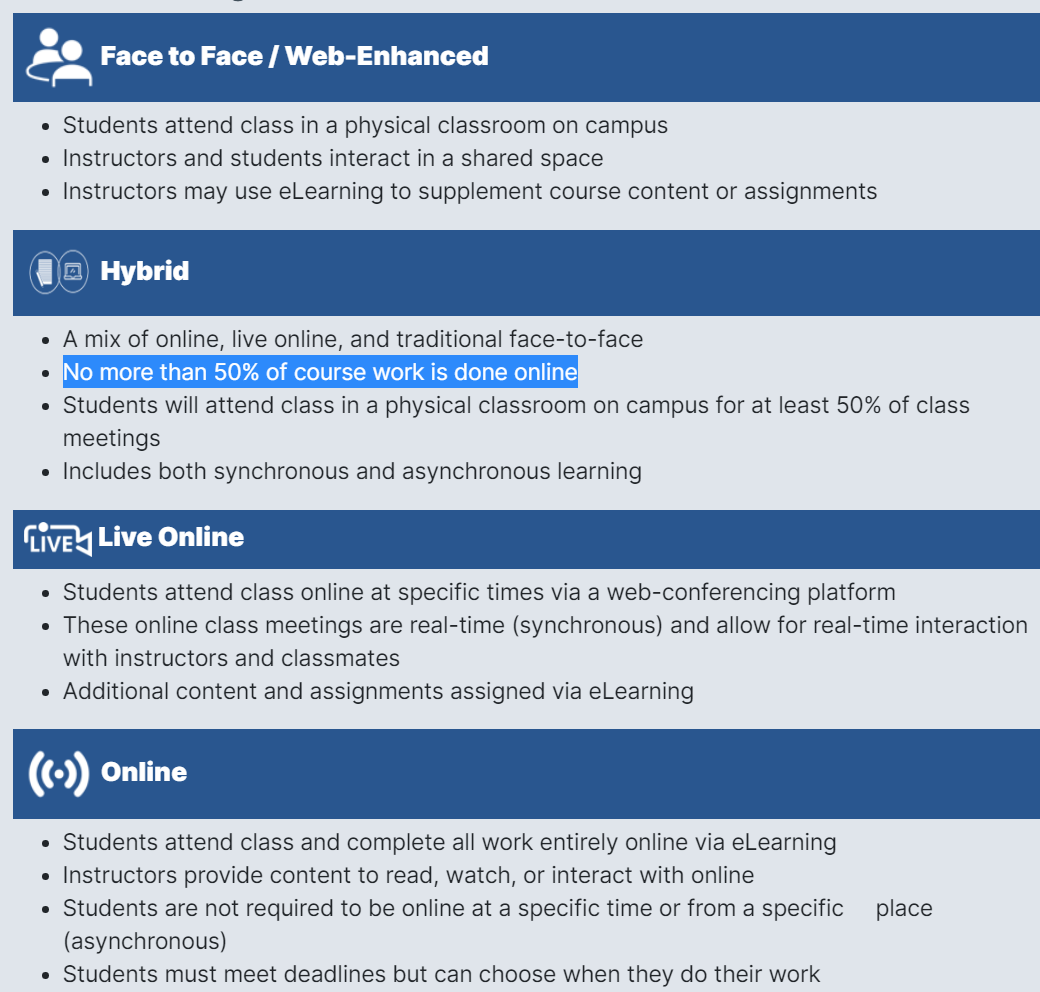 Face to Face / Web-Enhanced
Students attend class in a physical classroom on campus
Instructors and students interact in a shared space
Instructors may use eLearning to supplement course content or assignments
Hybrid
A mix of online, live online, and traditional face-to-face
No more than 50% of course work is done online
Students will attend class in a physical classroom on campus for at least 50% of class
meetings
Includes both synchronous and asynchronous learning
LIVE Live Online
Students attend class online at specific times via a web-conferencing platform
These online class meetings are real-time (synchronous) and allow for real-time interaction
with instructors and classmates
Additional content and assignments assigned via eLearning
Online
Students attend class and complete all work entirely online via eLearning
Instructors provide content to read, watch, or interact with online
Students are not required to be online at a specific time or from a specific place
(asynchronous)
Students must meet deadlines but can choose when they do their work